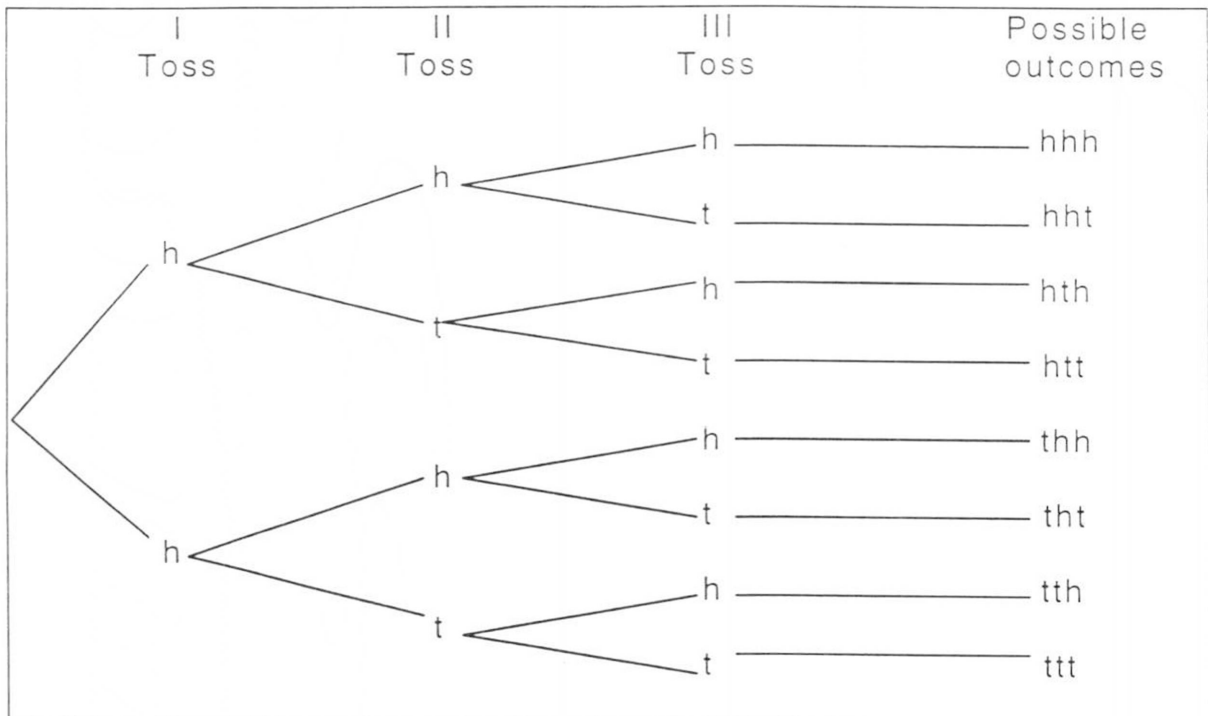 I II III Possible
Toss Toss Toss outcomes
h hhh
h
t hht
h
h hth
t
t htt
h thh
h
t tht
h
h tth
t
t ttt